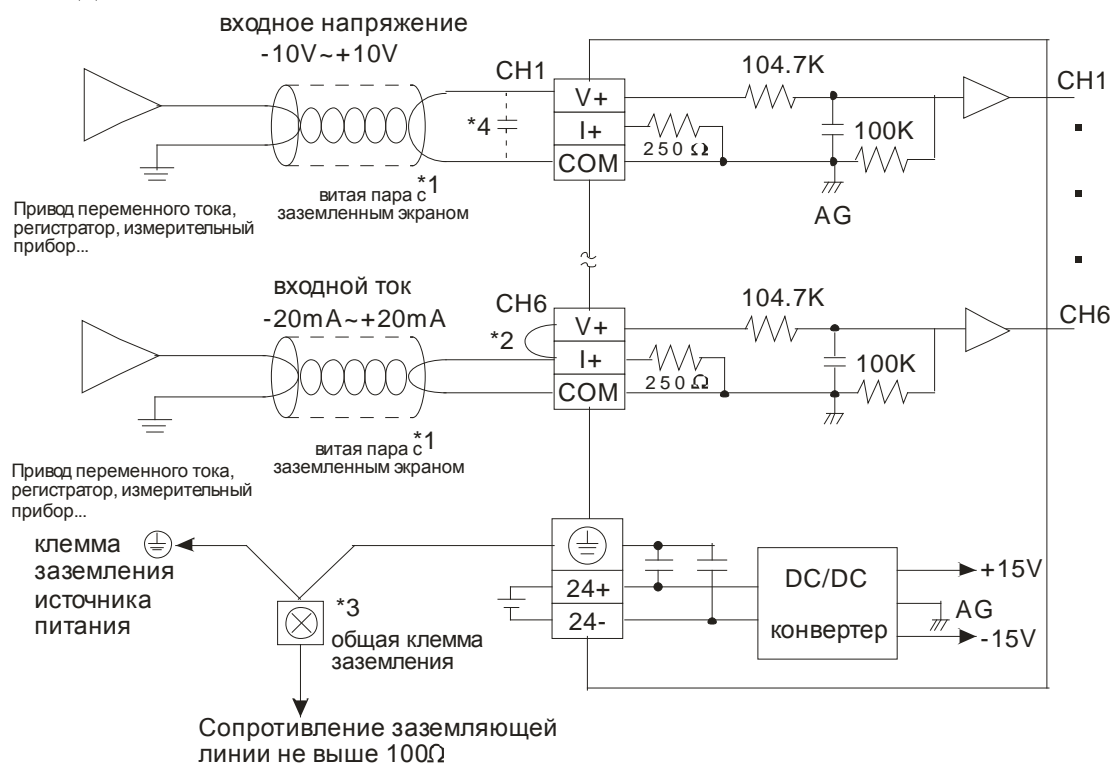 входное напряжение
-10V~+10V
CH1
*4
V+
I+
COM
250 Ω
104.7K
100K
AG
CH1
витая пара с *1
заземленным экраном
Привод переменного тока,
регистратор, измерительный
прибор...
входной ток
-20mA~+20mA
CH6
*2
V+
I+
COM
250 Ω
104.7K
100K
CH6
витая пара с *1
заземленным экраном
Привод переменного тока,
регистратор, измерительный
прибор...
клемма
заземления
источника
питания
*3
общая клемма
заземления
24+
24-
DC/DC
конвертер
+15V
AG
-15V
Сопротивление заземляющей
линии не выше 100Ω